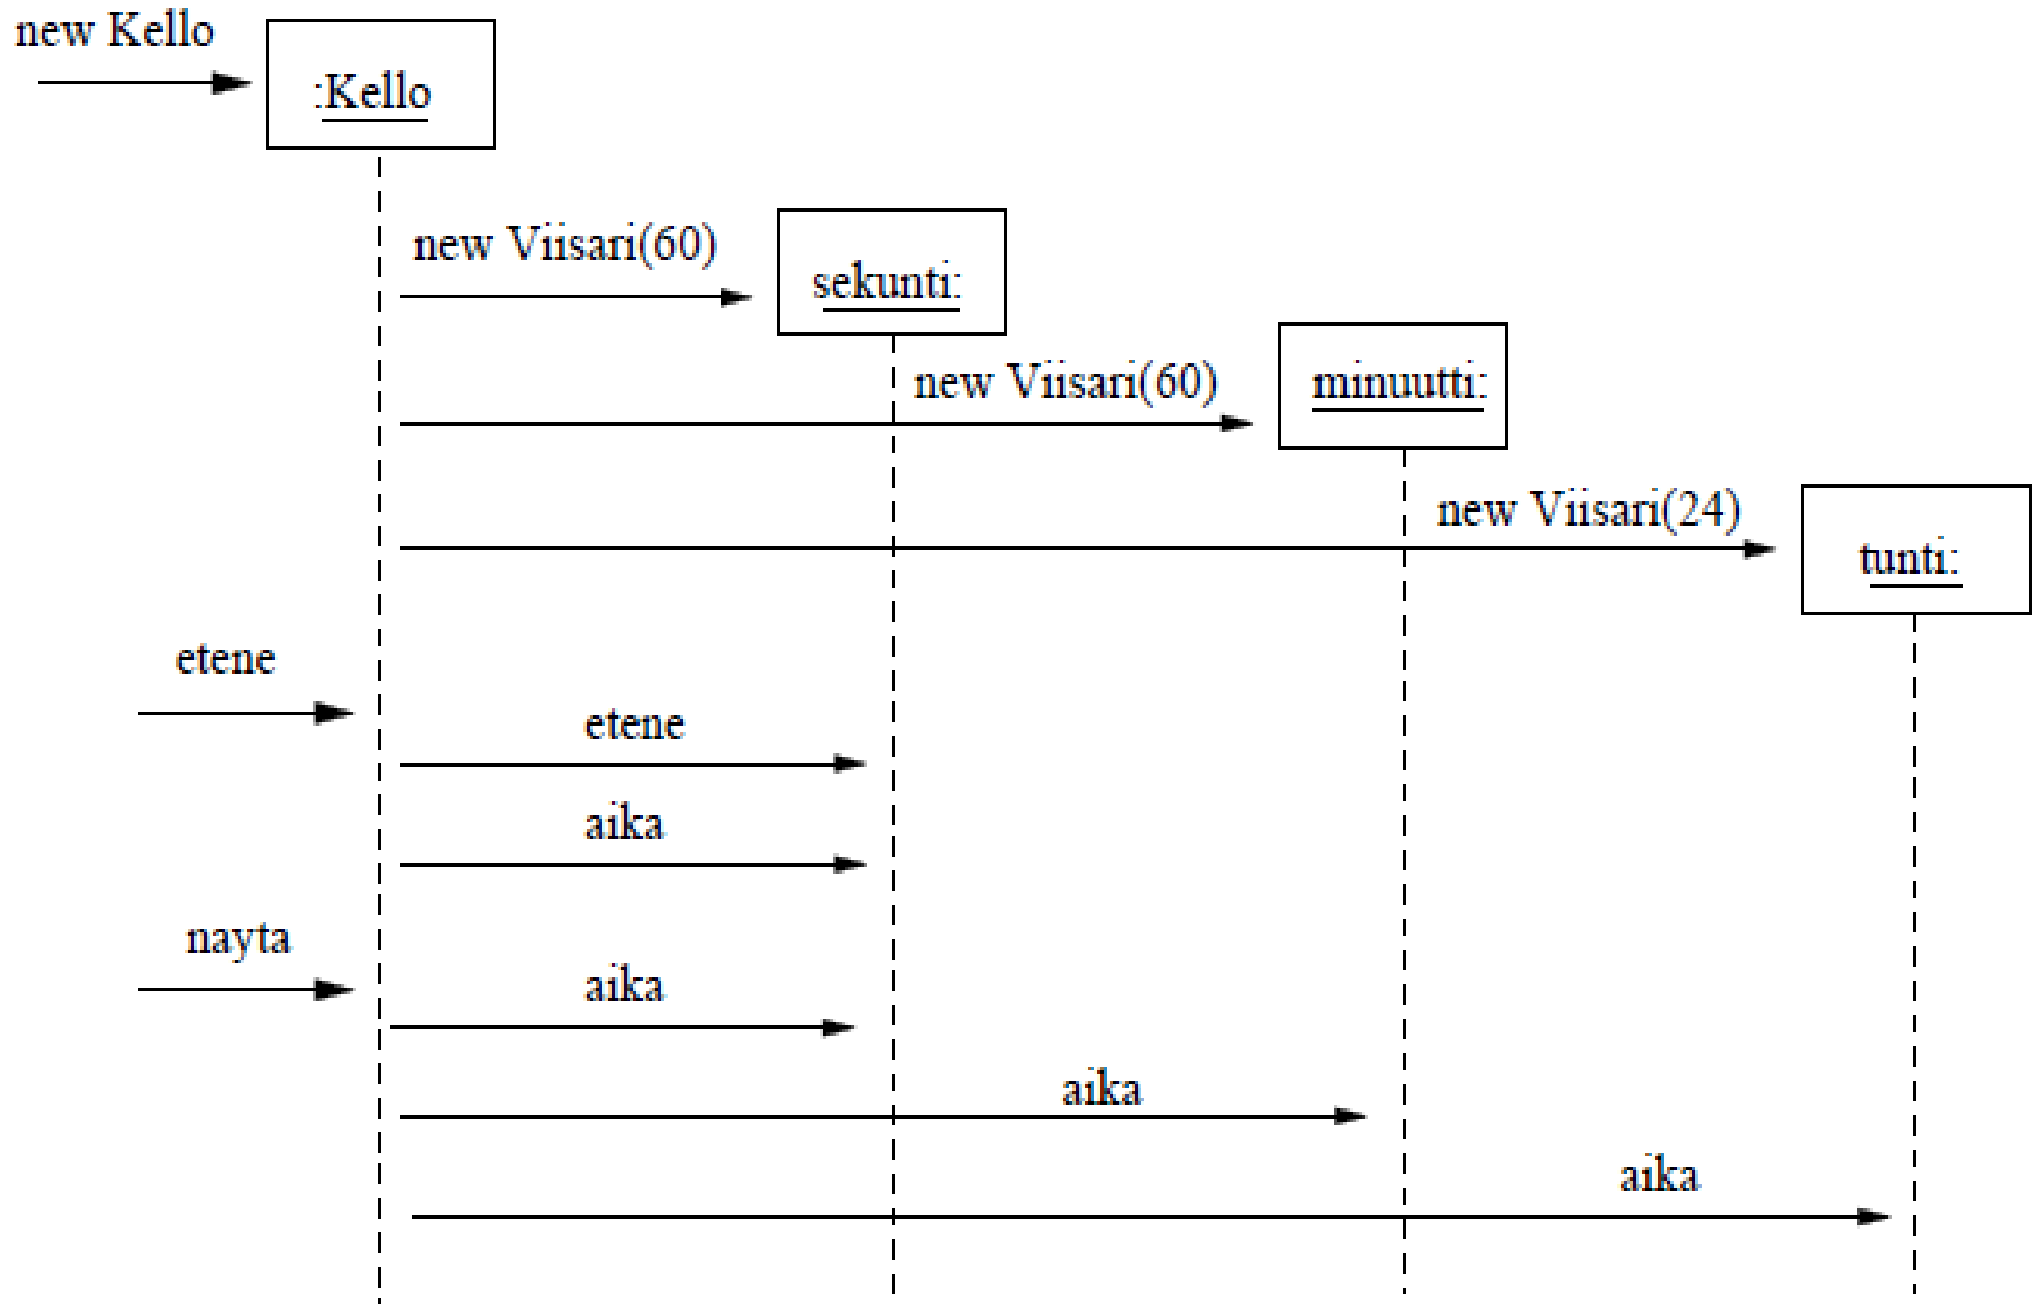 new Kello
:Kello
new Viisari(60)
sekunti:
new Viisari(60)
minuutti:
new Viisari(24)
tunti:
etene
etene
aika
nayta
aika
aika
aika